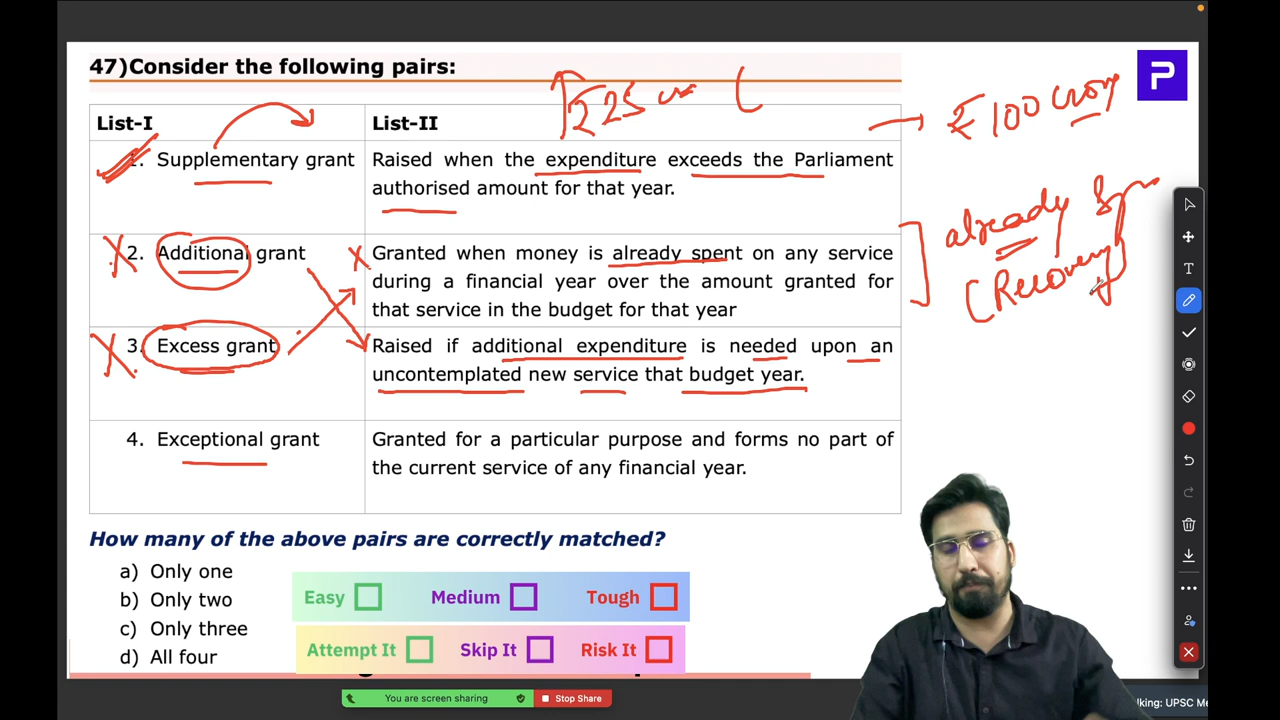 47)Consider the following pairs:
₹25 cr (
→ ₹100 crore
P
List-I
List-II
1. Supplementary grant
Raised when the expenditure exceeds the Parliament
authorised amount for that year.
already
(Recovery
2. Additional grant
Granted when money is already spent on any service
during a financial year over the amount granted for
that service in the budget for that year
3. Excess grant
Raised if additional expenditure is needed upon an
uncontemplated new service that budget year.
4. Exceptional grant
Granted for a particular purpose and forms no part of
the current service of any financial year.
How many of the above pairs are correctly matched?
a) Only one
b) Only two
c) Only three
d) All four
Easy Medium Tough
Attempt It Skip It Risk It
You are screen sharing Stop Share
lking: UPSC Me
T